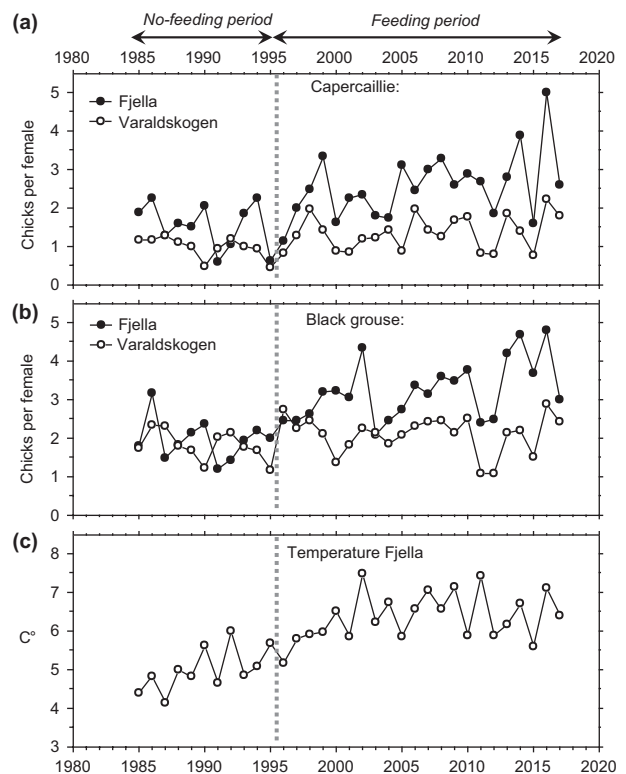 No-feeding period Feeding period
(a)
1980 1985 1990 1995 2000 2005 2010 2015 2020
Capercaillie:
Fjella
Varaldskogen
5
4
3
2
1
0
Chicks per female
(b)
Black grouse:
Fjella
Varaldskogen
5
4
3
2
1
0
Chicks per female
(c)
Temperature Fjella
8
7
6
5
4
3
C°
1980 1985 1990 1995 2000 2005 2010 2015 2020